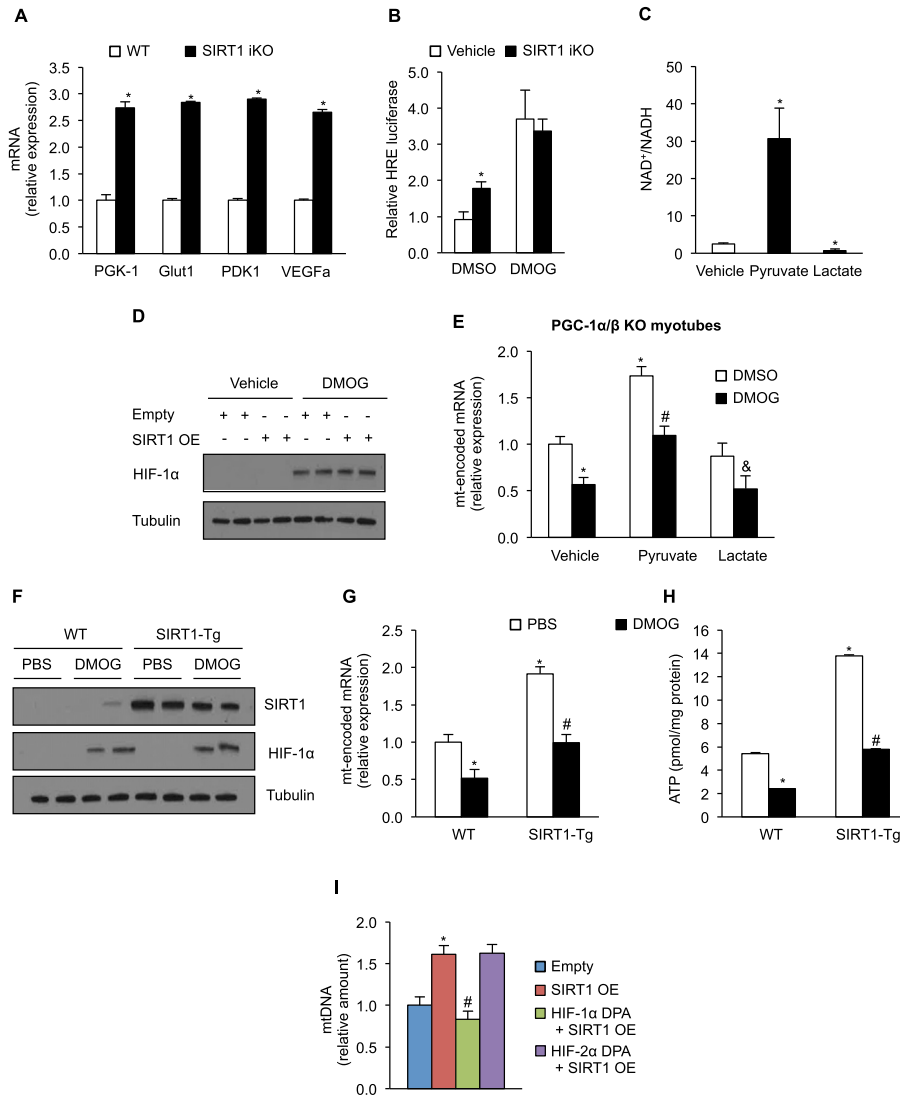 A
WT SIRT1 iKO
mRNA
(relative expression)
3.5
3.0
2.5
2.0
1.5
1.0
0.5
0.0
* * * *
PGK-1 Glut1 PDK1 VEGFa
B
Vehicle SIRT1 iKO
Relative HRE luciferase
5.0
4.0
3.0
2.0
1.0
0.0
*
DMSO DMOG
C
NAD+/NADH
50
40
30
20
10
0
* *
Vehicle Pyruvate Lactate
D
Vehicle DMOG
Empty + + - - + + - -
SIRT1 OE - - + + - - + +
HIF-1α
Tubulin
E
PGC-1α/β KO myotubes
mt-encoded mRNA
(relative expression)
2.0
1.5
1.0
0.5
0.0
DMSO
DMOG
* * # &
Vehicle Pyruvate Lactate
F
WT SIRT1-Tg
PBS DMOG PBS DMOG
SIRT1
HIF-1α
Tubulin
G
PBS DMOG
mt-encoded mRNA
(relative expression)
2.5
2.0
1.5
1.0
0.5
0.0
* * #
WT SIRT1-Tg
H
ATP (pmol/mg protein)
16
14
12
10
8
6
4
2
0
* * #
WT SIRT1-Tg
I
mtDNA
(relative amount)
2.0
1.5
1.0
0.5
0.0
* #
Empty
SIRT1 OE
HIF-1α DPA
+ SIRT1 OE
HIF-2α DPA
+ SIRT1 OE